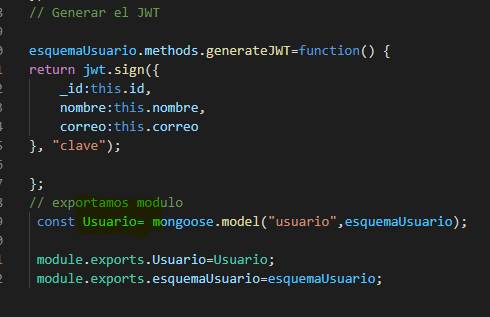 // Generar el JWT
esquemaUsuario.methods.generateJWT=function() {
return jwt.sign({
_id:this.id,
nombre:this.nombre,
correo:this.correo
}, "clave");
};
// exportamos modulo
const Usuario= mongoose.model("usuario",esquemaUsuario);
module.exports.Usuario=Usuario;
module.exports.esquemaUsuario=esquemaUsuario;